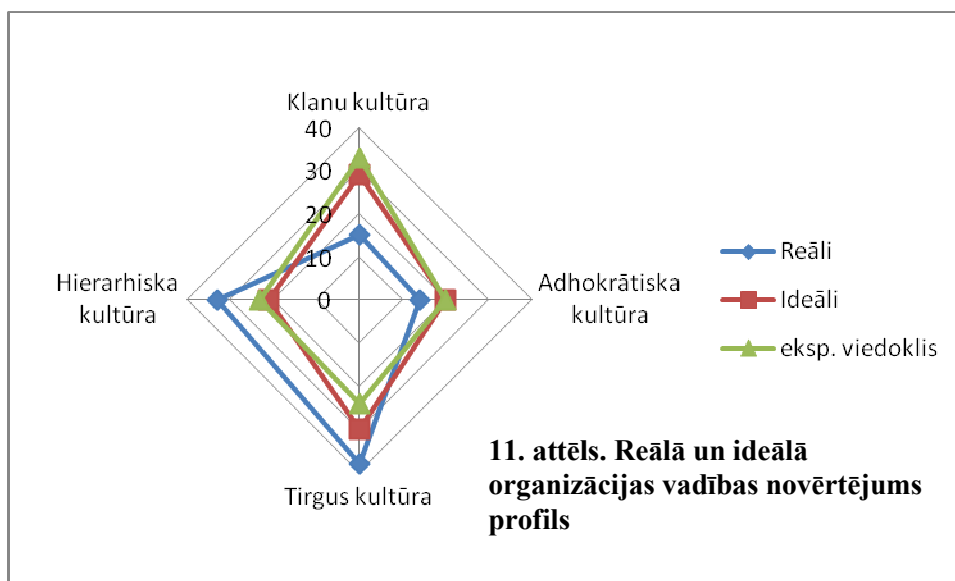 Klanu kultūra
40
30
20
10
0
Hierarhiska
kultūra
Adhokrātiska
kultūra
Tirgus kultūra
Reāli
Ideāli
eksp. viedoklis
11. attēls. Reālā un ideālā
organizācijas vadības novērtējums
profils